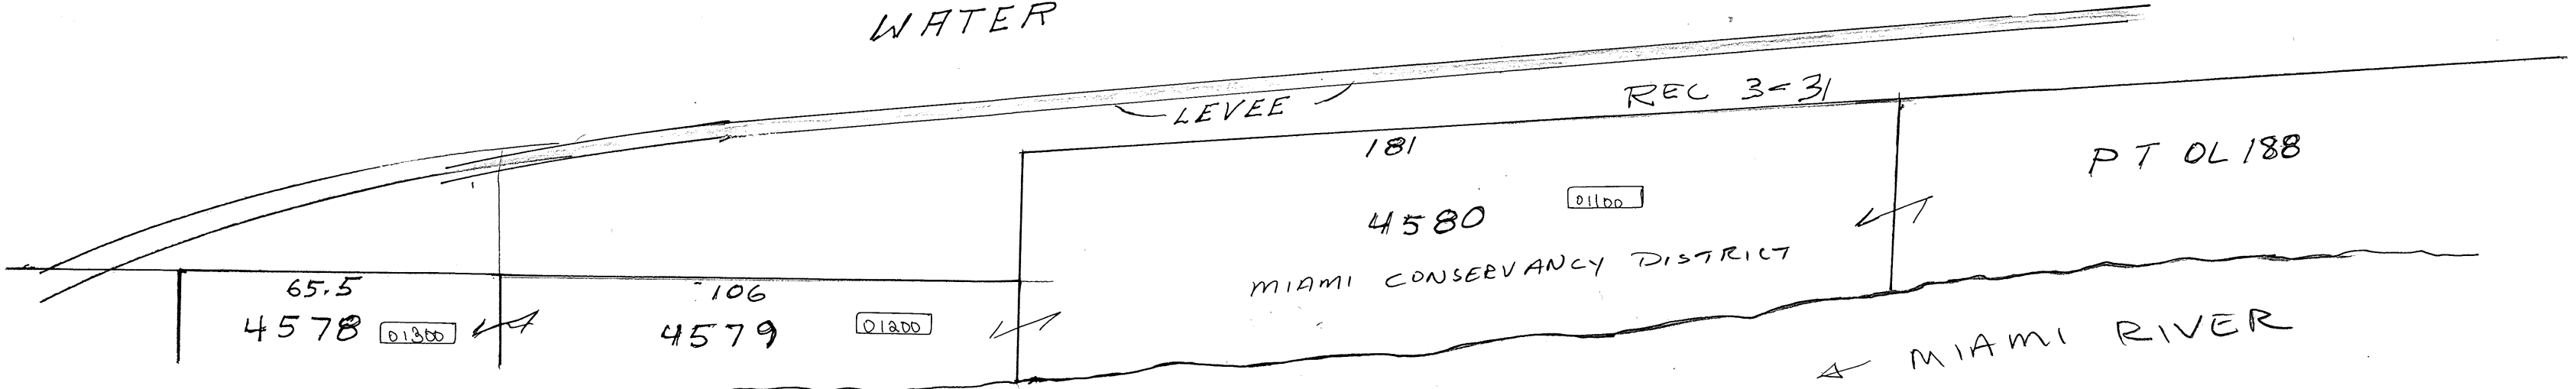 WATER
LEVEE
REC 3-31
181
PT OL 188
4580
01100
MIAMI CONSERVANCY DISTRICT
65.5
106
4578
01300
4579
01200
MIAMI RIVER